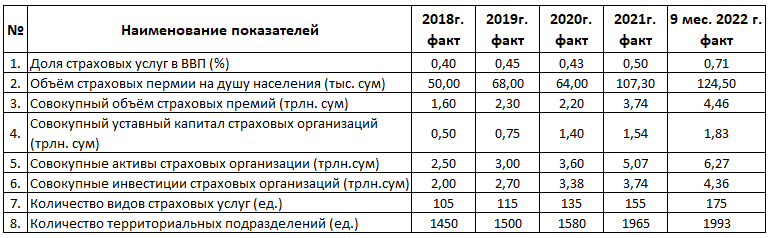 № Наименование показателей 2018г. факт 2019г. факт 2020г. факт 2021г. факт 9 мес. 2022 г. факт
1. Доля страховых услуг в ВВП (%) 0,40 0,45 0,43 0,50 0,71
2. Объём страховых пермии на душу населения (тыс. сум) 50,00 68,00 64,00 107,30 124,50
3. Совокупный объём страховых премий (трлн. сум) 1,60 2,30 2,20 3,74 4,46
4. Совокупный уставный капитал страховых организаций
(трлн. сум) 0,50 0,75 1,40 1,54 1,83
5. Совокупные активы страховых организации (трлн.сум) 2,50 3,00 3,60 5,07 6,27
6. Совокупные инвестиции страховых организаций (трлн.сум) 2,00 2,70 3,38 3,74 4,36
7. Количество видов страховых услуг (ед.) 105 115 135 155 175
8. Количество территориальных подразделений (ед.) 1450 1500 1580 1965 1993